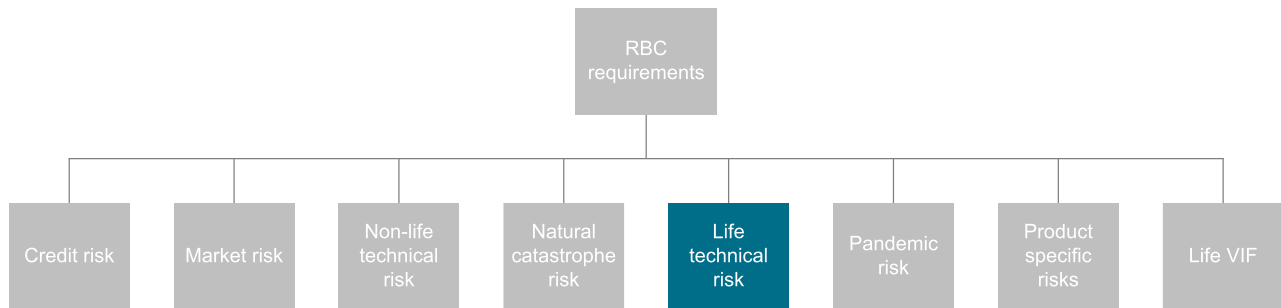 RBC
requirements
Credit risk
Market risk
Non-life
technical
risk
Natural
catastrophe
risk
Life
technical
risk
Pandemic
risk
Product
specific
risks
Life VIF